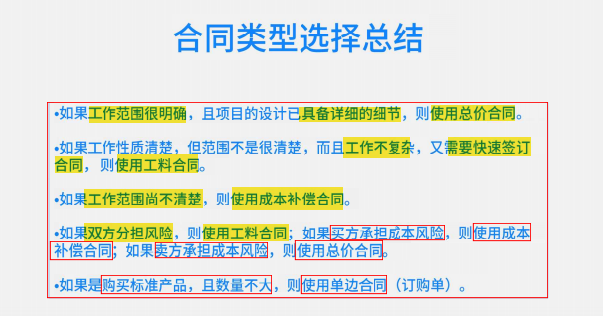 合同类型选择总结
•如果工作范围很明确，且项目的设计已具备详细的细节，则使用总价合同。
•如果工作性质清楚，但范围不是很清楚，而且工作不复杂，又需要快速签订
合同， 则使用工料合同。
•如果工作范围尚不清楚，则使用成本补偿合同。
•如果双方分担风险，则使用工料合同；如果买方承担成本风险，则使用成本
补偿合同；如果卖方承担成本风险，则使用总价合同。
•如果是购买标准产品，且数量不大，则使用单边合同（订购单）。